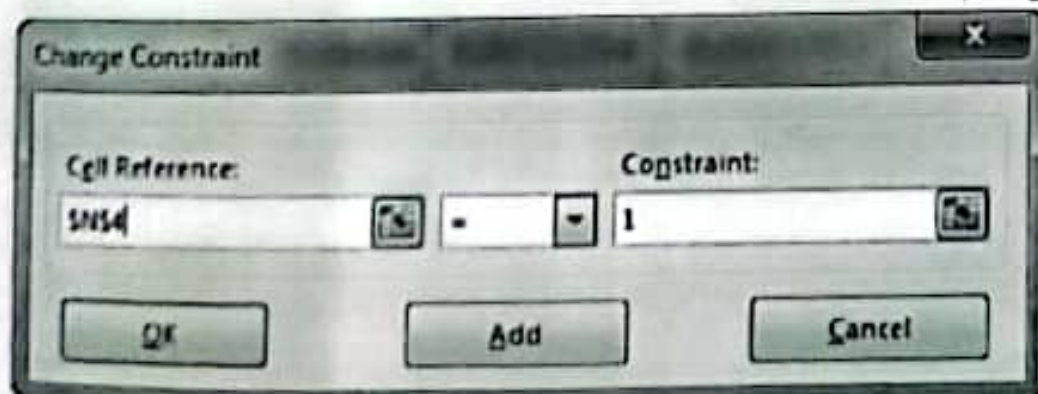 Change Constraint
Cell Reference:
Constraint:
$N$4
=
1
OK
Add
Cancel